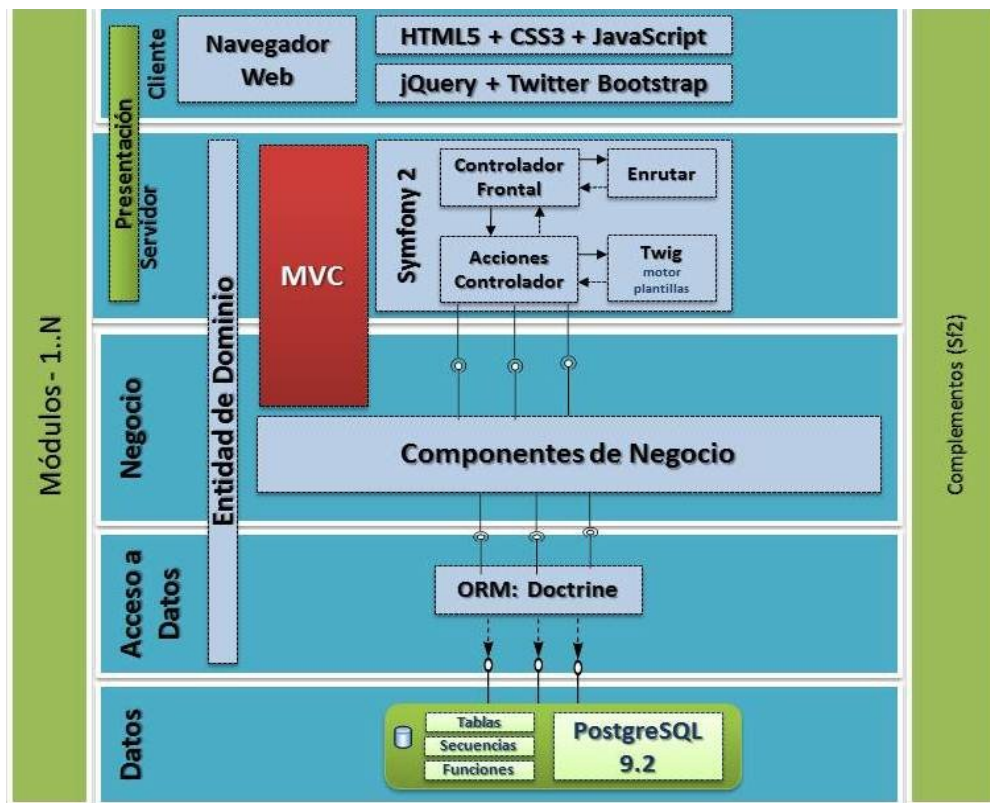 Módulos - 1..N
Presentación
Cliente
Navegador
Web
HTML5 + CSS3 + JavaScript
jQuery + Twitter Bootstrap
Servidor
Entidad de Dominio
MVC
Symfony 2
Controlador
Frontal
Enrutar
Acciones
Controlador
Twig
motor
plantillas
Negocio
Componentes de Negocio
Acceso a
Datos
ORM: Doctrine
Datos
Tablas
Secuencias
Funciones
PostgreSQL
9.2
Complementos (Sf2)